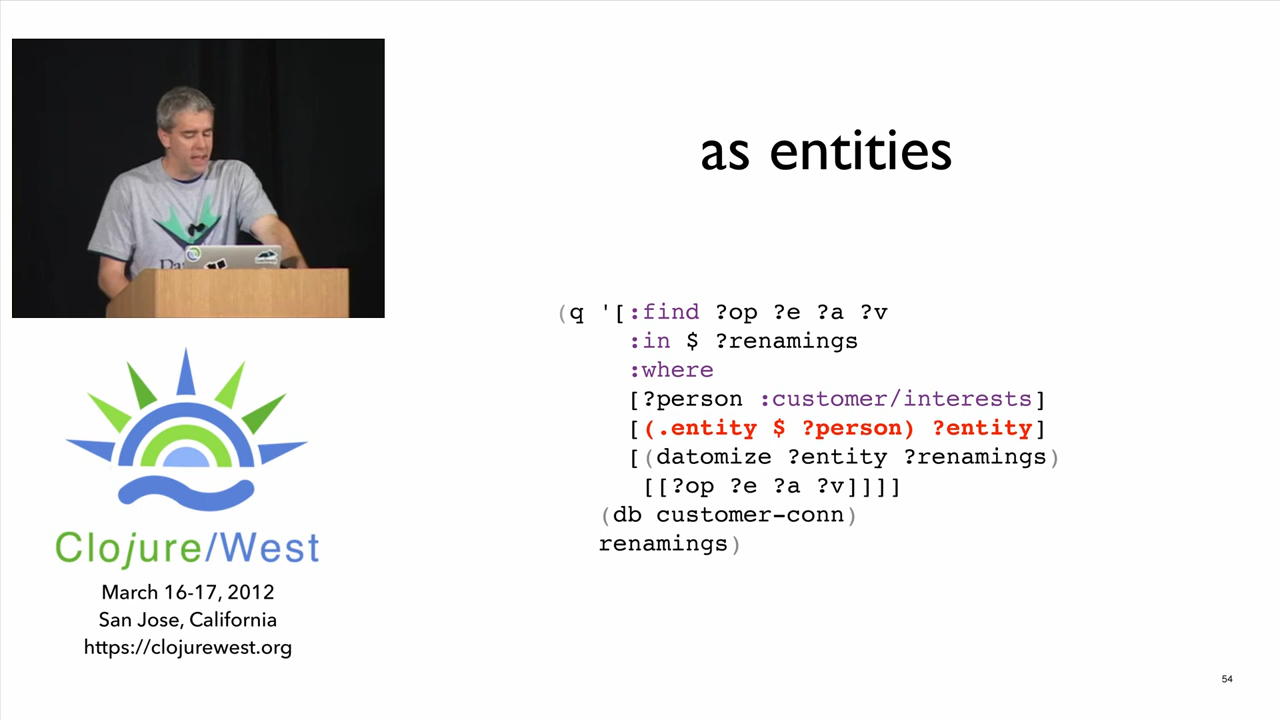 as entities
(q '[:find ?op ?e ?a ?v
:in $ ?renamings
:where
[?person :customer/interests]
[(.entity $ ?person) ?entity]
[(datomize ?entity ?renamings)
[[?op ?e ?a ?v]]]]
(db customer-conn)
renamings)
Clojure/West
March 16-17, 2012
San Jose, California
https://clojurewest.org
54